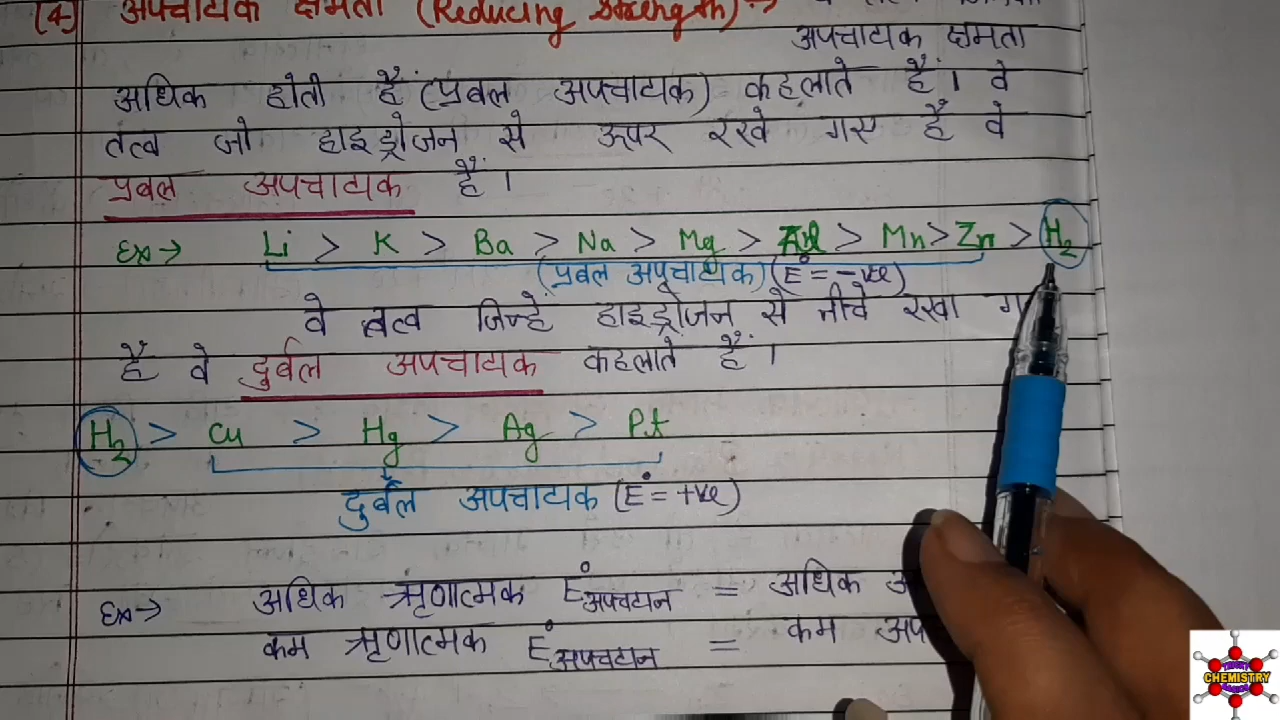 (4) अपचायक क्षमता (Reducing Strength) →
अपचायक क्षमता
अधिक होती हैं (प्रबल अपचायक) कहलाते हैं। वे
तत्व जो हाइड्रोजन से ऊपर रखे गए हैं वे
प्रबल अपचायक हैं।
Ex → Li > K > Ba > Na > Mg > > Mn > Zn > H2
(प्रबल अपचायक) (E° = -ve)
वे तत्व जिन्हें हाइड्रोजन से नीचे रखा
हैं वे दुर्बल अपचायक कहलाते हैं।
H2 > Cu > Hg > Ag > Pt
दुर्बल अपचायक (E° = +ve)
Ex → अधिक ऋृणात्मक E°अपचयन = अधिक
कम ऋृणात्मक E°अपचयन = कम
CHEMISTRY